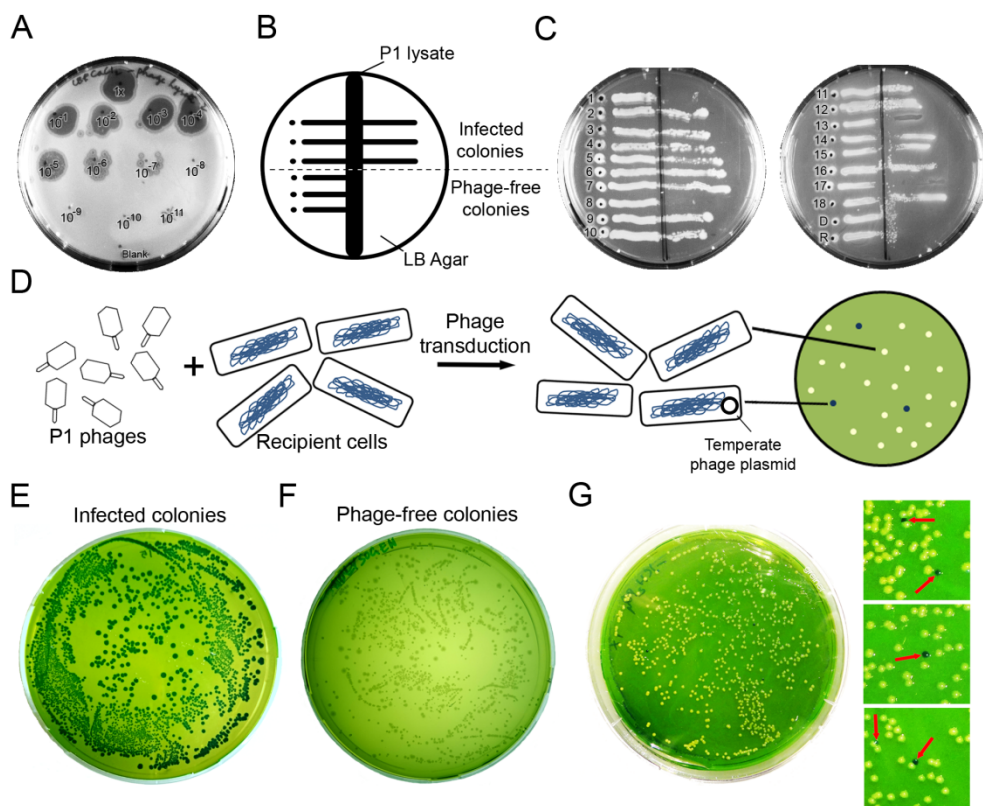 A
B
C
P1 lysate
1x
10-1
10-2
10-3
10-4
10-5
10-6
10-7
10-8
10-9
10-10
10-11
Blank
Infected
colonies
Phage-free
colonies
LB Agar
1
2
3
4
5
6
7
8
9
10
11
12
13
14
15
16
17
18
D
R
D
P1 phages
+
Recipient cells
Phage
transduction
Temperate
phage plasmid
E
Infected colonies
F
Phage-free colonies
G